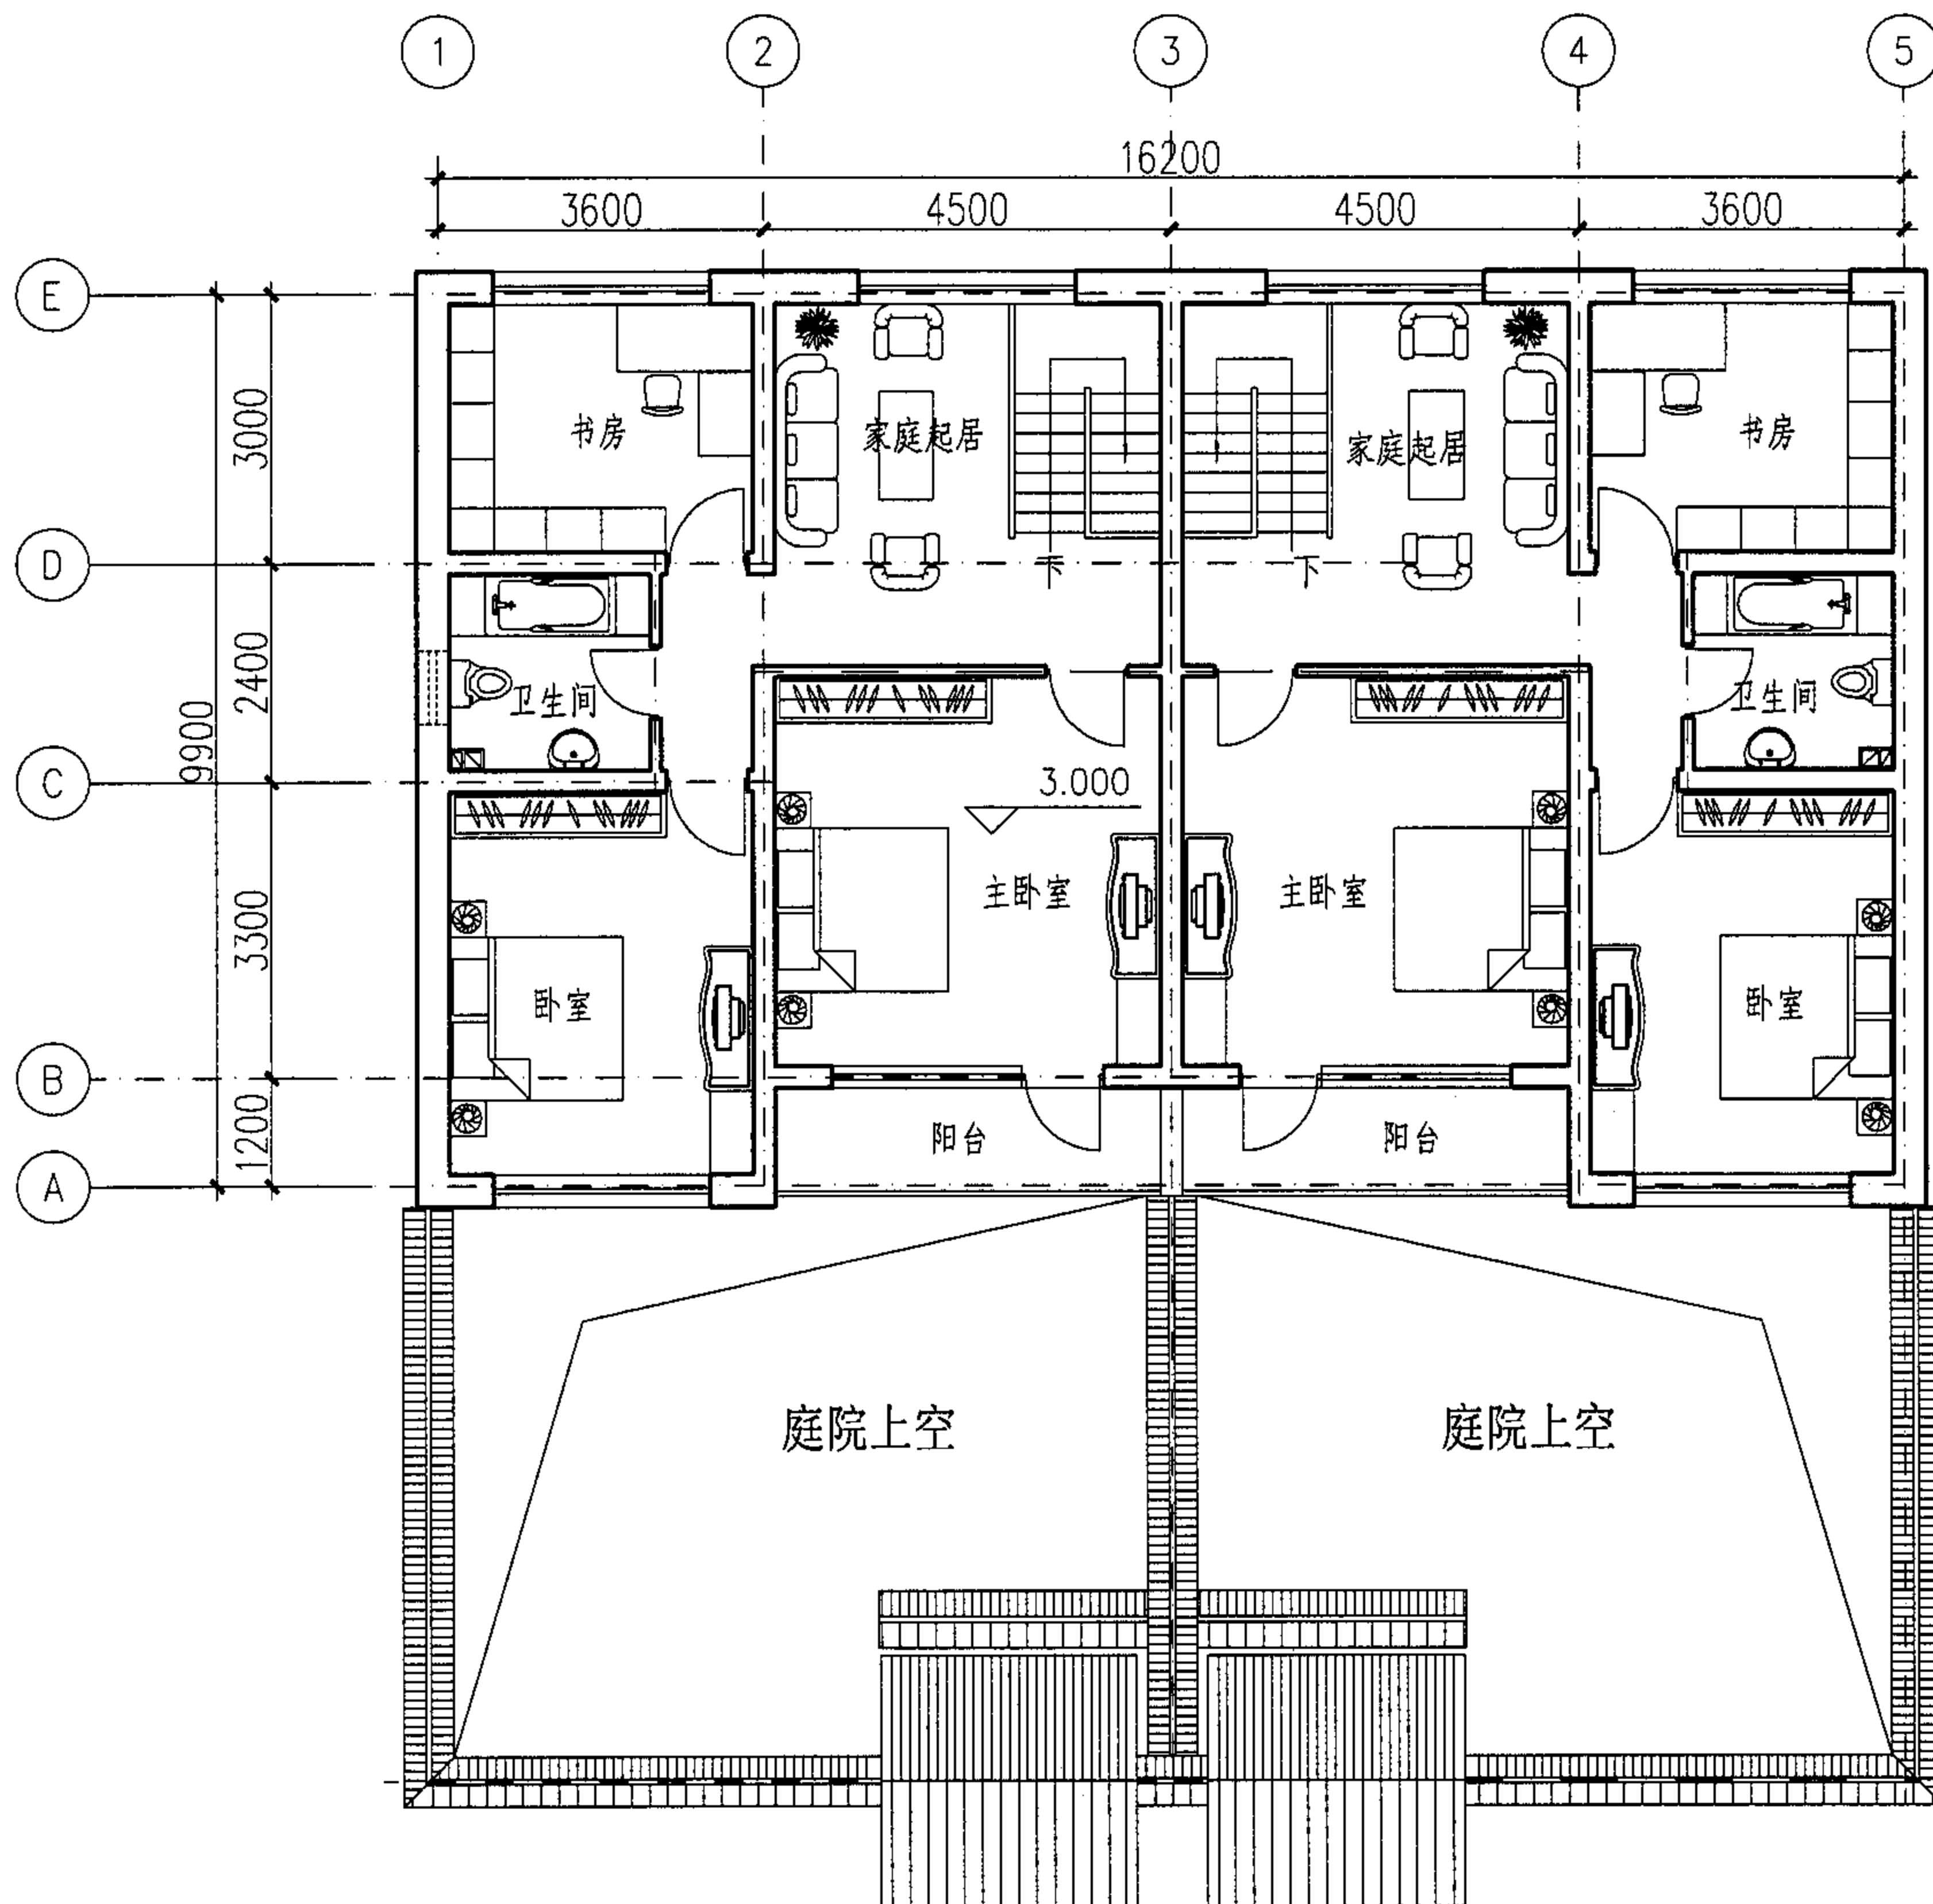 1 2 3 4 5
16200
3600 4500 4500 3600
E
D
C
B
A
9900
3000
2400
3300
1200
书房 家庭起居 家庭起居 书房
下 下
卫生间 卫生间
3.000
主卧室 主卧室
卧室 卧室
阳台 阳台
庭院上空 庭院上空